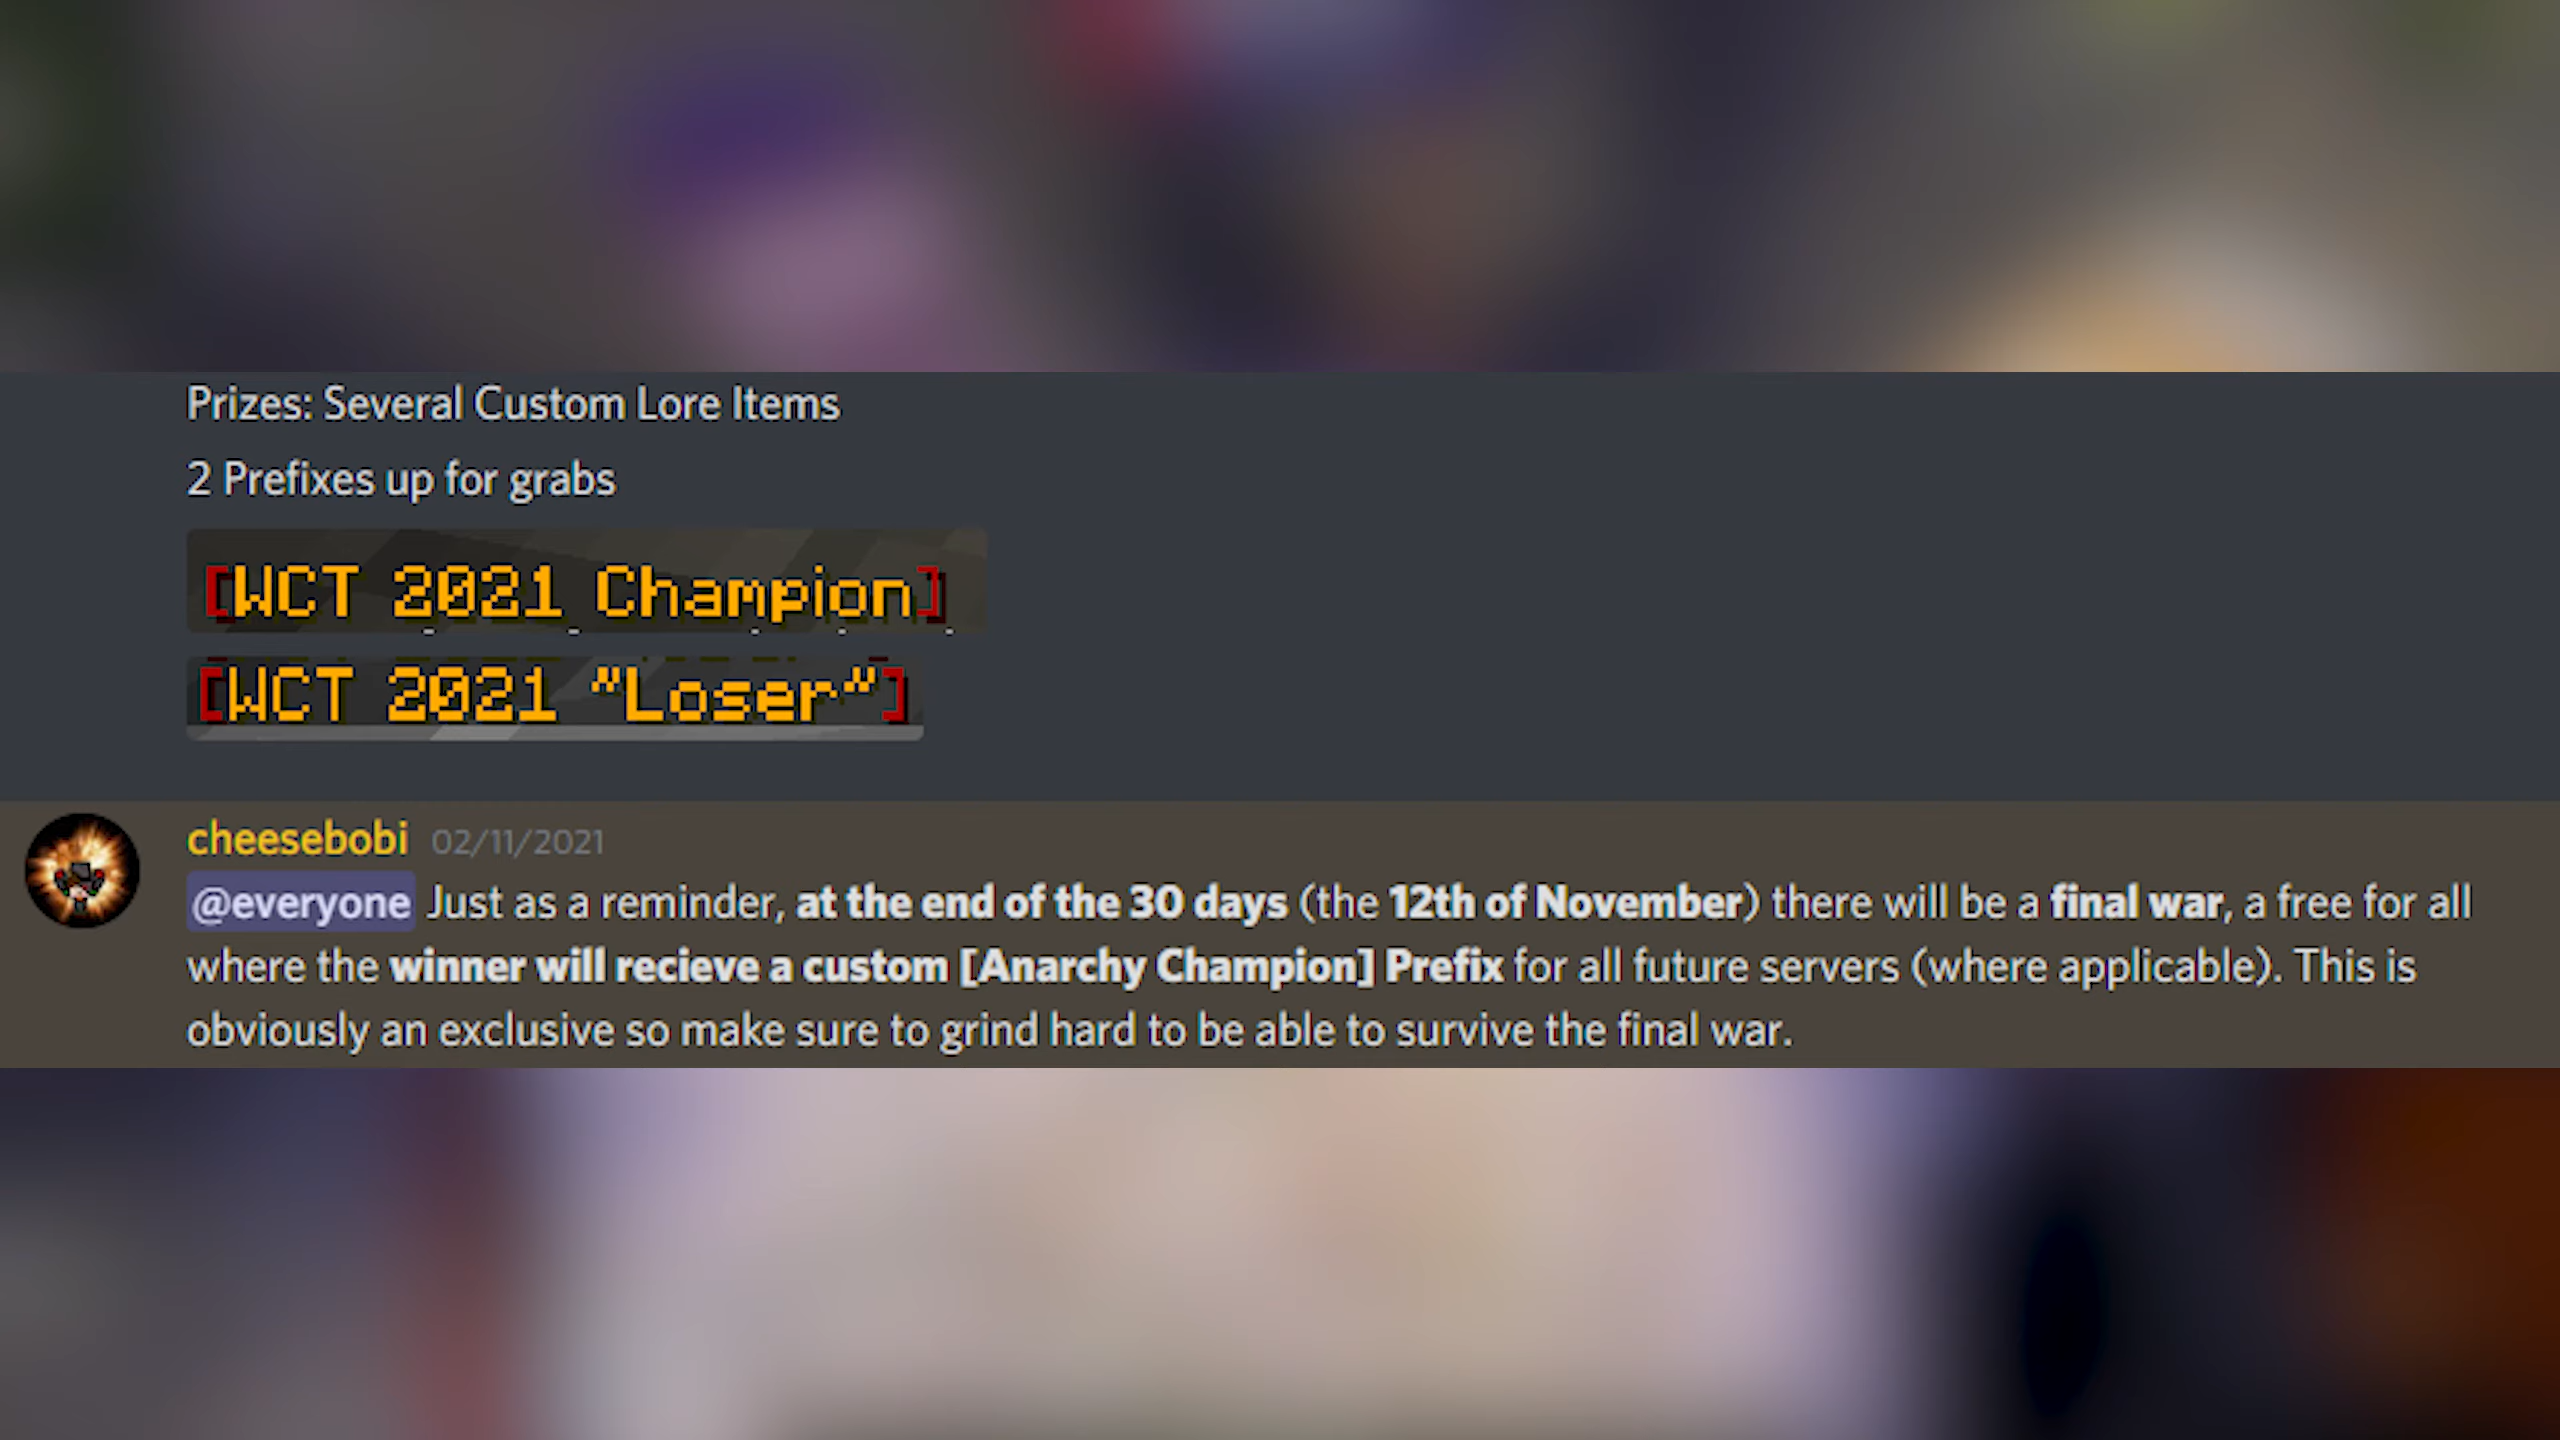 Prizes: Several Custom Lore Items
2 Prefixes up for grabs
[WCT 2021 Champion]
[WCT 2021 "Loser"]
cheesebobi 02/11/2021
@everyone Just as a reminder, at the end of the 30 days (the 12th of November) there will be a final war, a free for all
where the winner will recieve a custom [Anarchy Champion] Prefix for all future servers (where applicable). This is
obviously an exclusive so make sure to grind hard to be able to survive the final war.